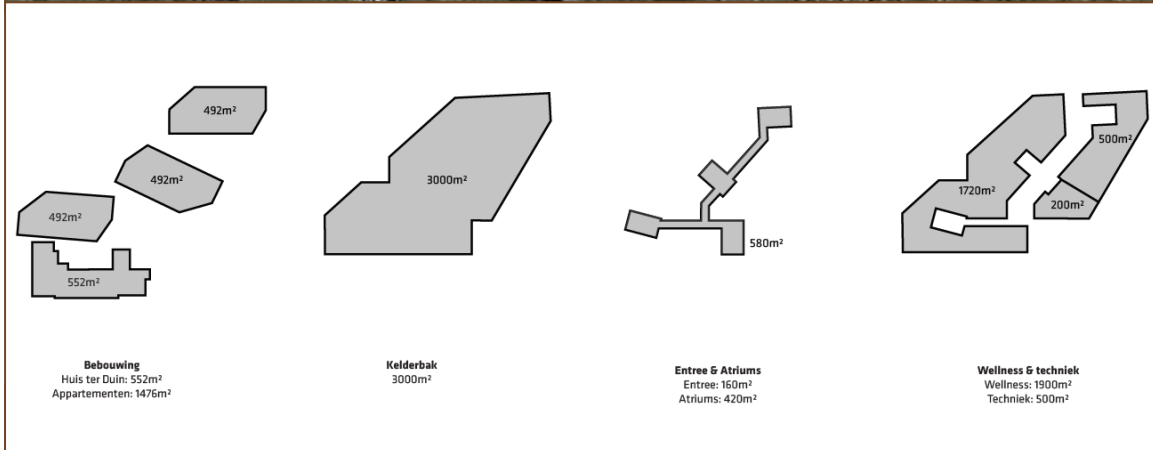 492m²
492m²
492m²
552m²
Bebouwing
Huis ter Duin: 552m²
Appartementen: 1476m²
3000m²
Kelderbak
3000m²
580m²
Entree & Atriums
Entree: 160m²
Atriums: 420m²
500m²
1720m²
200m²
Wellness & techniek
Wellness: 1900m²
Techniek: 500m²